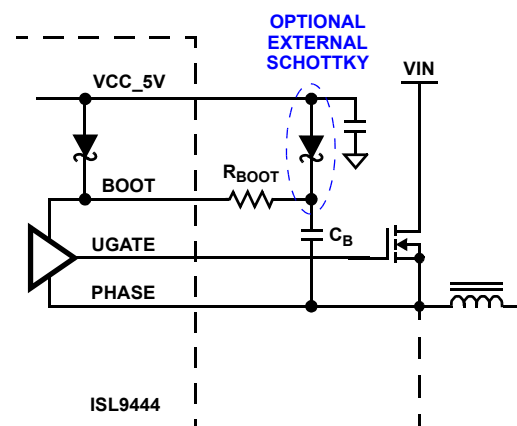 OPTIONAL
EXTERNAL
SCHOTTKY
VIN
VCC_5V
BOOT
RBOOT
CB
UGATE
PHASE
ISL9444